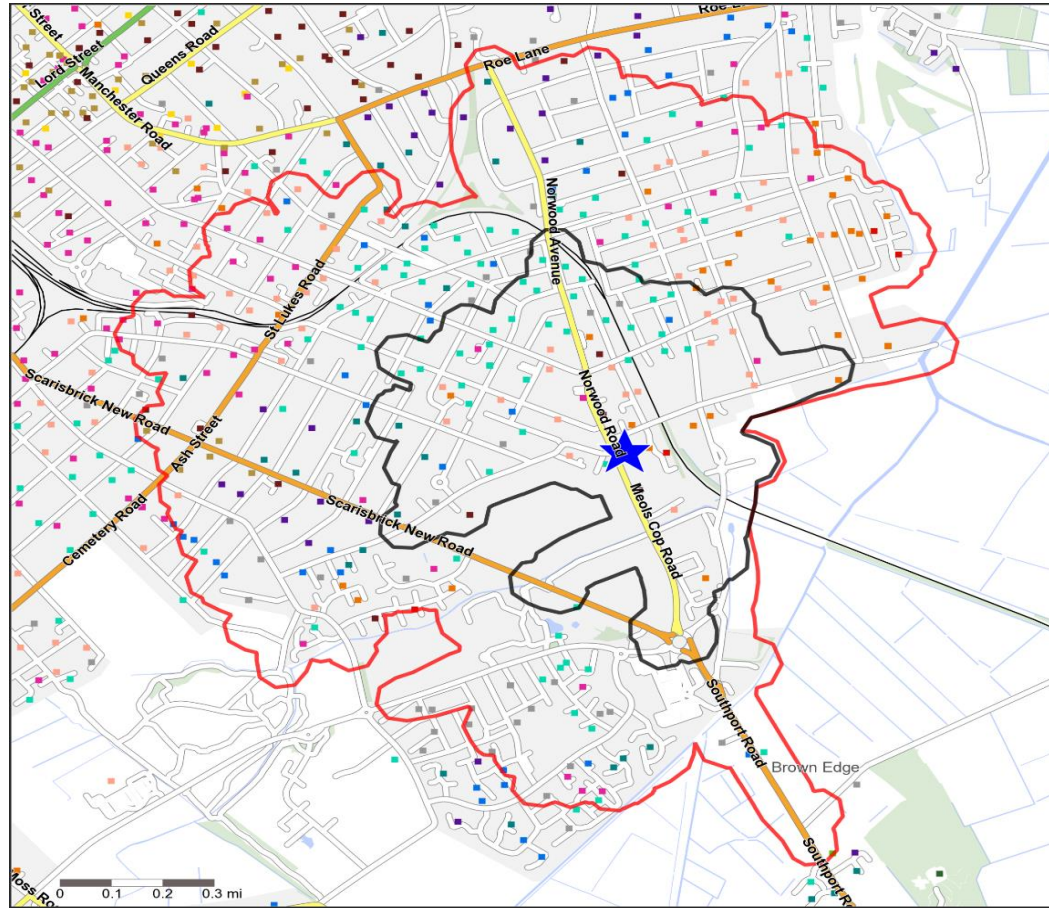 Street
Lord Street
Manchester Road
Queens Road
Roe Lane
Roe
Norwood Avenue
St Lukes Road
Scarisbrick New Road
Ash Street
Norwood Road
Cemetery Road
Scarisbrick New Road
Meols Cop Road
Southport Road
Brown Edge
Southport
Moss
0 0.1 0.2 0.3 mi